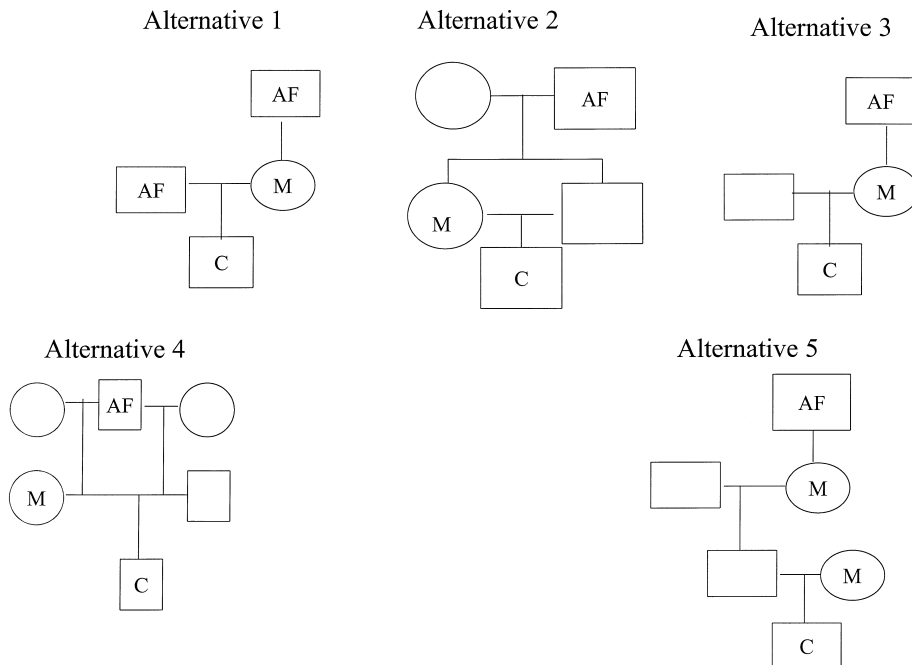 Alternative 1
AF
AF
M
C
Alternative 2
AF
M
C
Alternative 3
AF
M
C
Alternative 4
AF
M
C
Alternative 5
AF
M
M
C